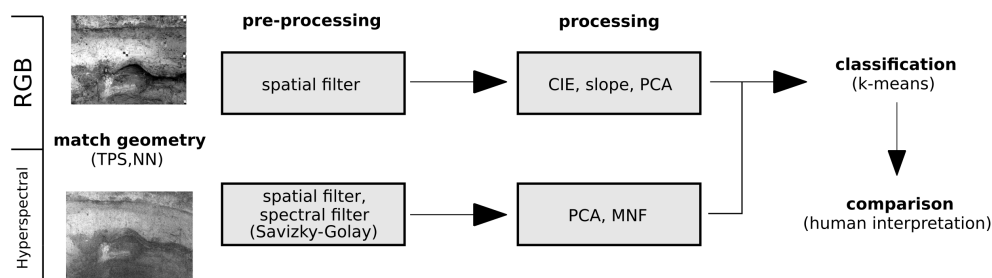 RGB
Hyperspectral
match geometry
(TPS,NN)
pre-processing
spatial filter
spatial filter,
spectral filter
(Savizky-Golay)
processing
CIE, slope, PCA
PCA, MNF
classification
(k-means)
comparison
(human interpretation)